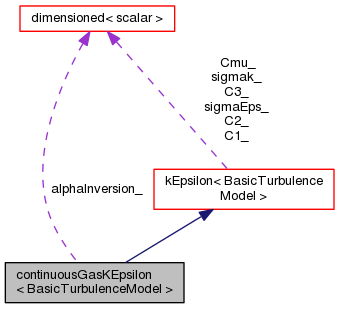 dimensioned< scalar >
Cmu_
sigmak_
C3_
sigmaEps_
C2_
C1_
alphaInversion_
kEpsilon< BasicTurbulence
Model >
continuousGasKEpsilon
< BasicTurbulenceModel >